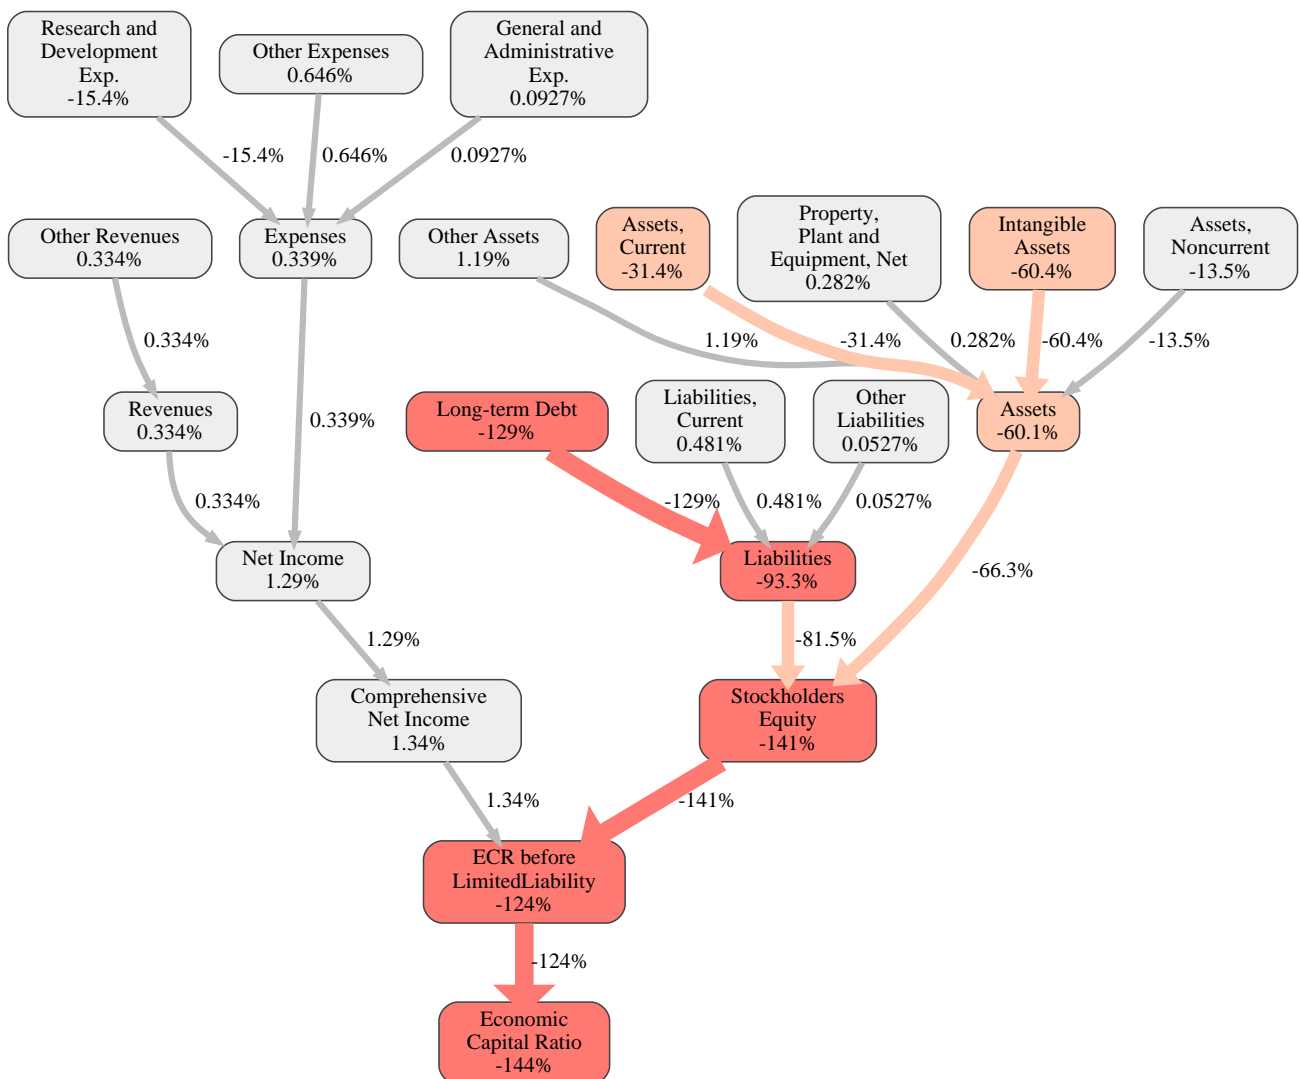 Research and
Development
Exp.
-15.4%
Other Expenses
0.646%
General and
Administrative
Exp.
0.0927%
-15.4%
0.646%
0.0927%
Other Revenues
0.334%
Expenses
0.339%
Other Assets
1.19%
Assets,
Current
-31.4%
Property,
Plant and
Equipment, Net
0.282%
Intangible
Assets
-60.4%
Assets,
Noncurrent
-13.5%
0.334%
1.19%
-31.4%
0.282%
-60.4%
-13.5%
Revenues
0.334%
0.339%
Long-term Debt
-129%
Liabilities,
Current
0.481%
Other
Liabilities
0.0527%
Assets
-60.1%
0.334%
-129%
0.481%
0.0527%
Net Income
1.29%
Liabilities
-93.3%
-66.3%
1.29%
-81.5%
Comprehensive
Net Income
1.34%
Stockholders
Equity
-141%
1.34%
-141%
ECR before
LimitedLiability
-124%
-124%
Economic
Capital Ratio
-144%